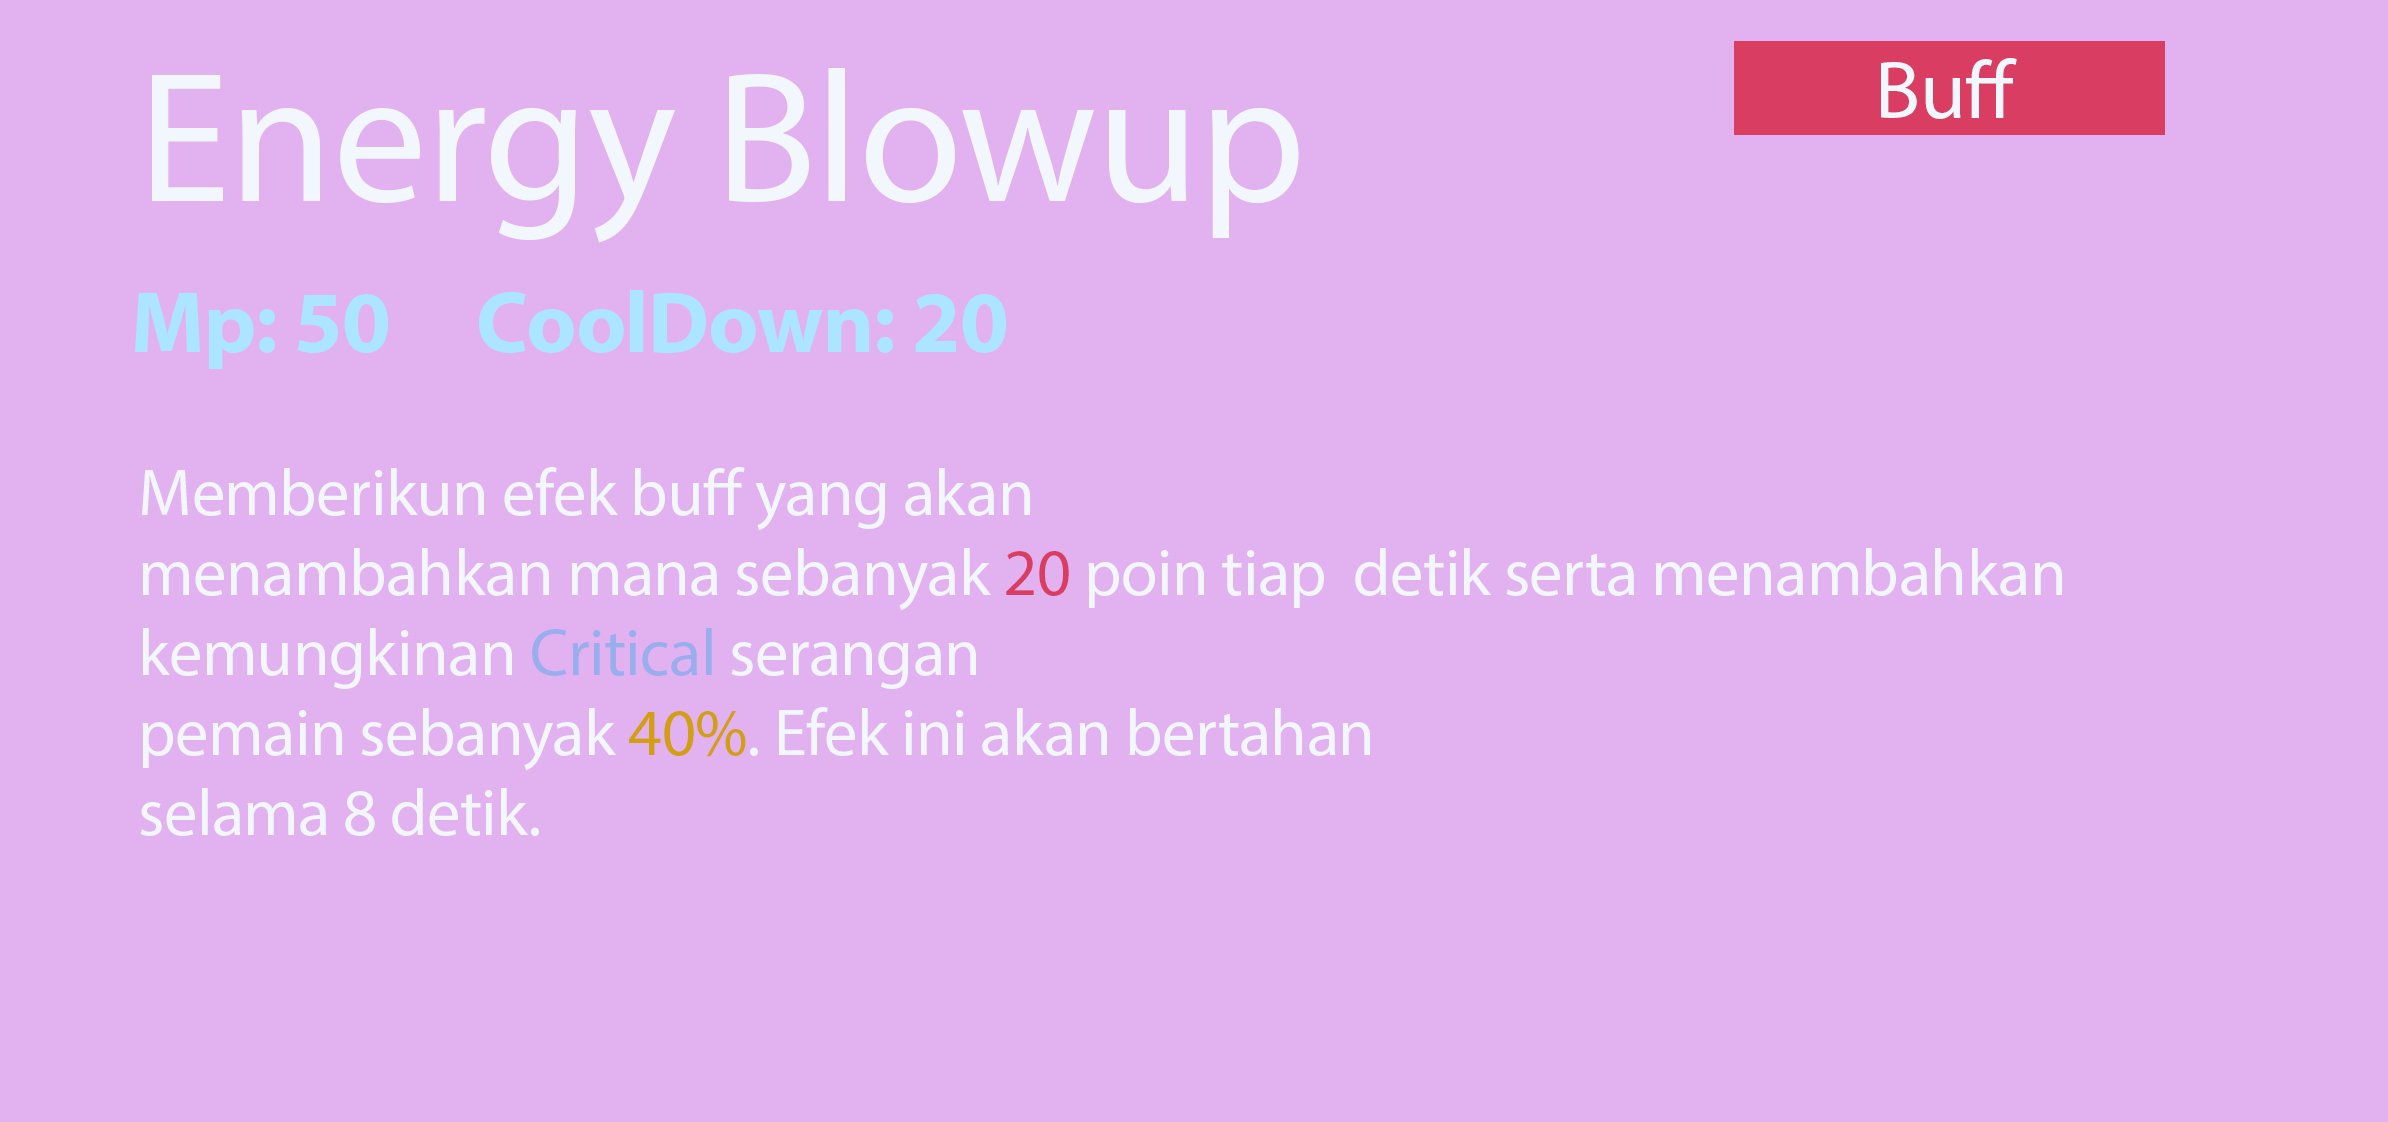 Energy Blowup
Buff
Mp: 50 CoolDown: 20
Memberikun efek buff yang akan
menambahkan mana sebanyak 20 poin tiap detik serta menambahkan
kemungkinan Critical serangan
pemain sebanyak 40%. Efek ini akan bertahan
selama 8 detik.